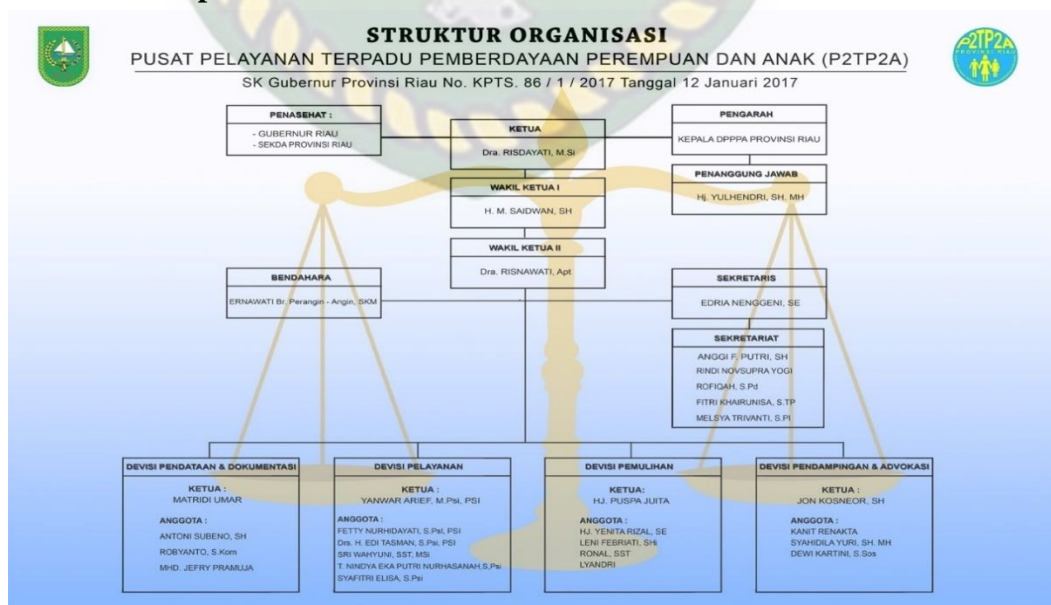 STRUKTUR ORGANISASI
PUSAT PELAYANAN TERPADU PEMBERDAYAAN PEREMPUAN DAN ANAK (P2TP2A)
SK Gubernur Provinsi Riau No. KPTS. 86 / 1 / 2017 Tanggal 12 Januari 2017
P2TP2A
PROVINSI RIAU
PENASEHAT :
- GUBERNUR RIAU
- SEKDA PROVINSI RIAU
KETUA
Dra. RISDAYATI, M.Si
PENGARAH
KEPALA DPPPA PROVINSI RIAU
WAKIL KETUA I
H. M. SAIDWAN, SH
PENANGGUNG JAWAB
Hj. YULHENDRI, SH, MH
WAKIL KETUA II
Dra. RISNAWATI, Apt
BENDAHARA
ERNAWATI Br. Perangin - Angin, SKM
SEKRETARIS
EDRIA NENGGENI, SE
SEKRETARIAT
ANGGI F. PUTRI, SH
RINDI NOVSUPRA YOGI
ROFIQAH, S.Pd
FITRI KHAIRUNISA, S.TP
MELSYA TRIVANTI, S.PI
DEVISI PENDATAAN & DOKUMENTASI
KETUA :
MATRIDI UMAR
ANGGOTA :
ANTONI SUBENO, SH
ROBYANTO, S.Kom
MHD. JEFRY PRAMUJA
DEVISI PELAYANAN
KETUA :
YANWAR ARIEF, M.Psi, PSI
ANGGOTA :
FETTY NURHIDAYATI, S.Psi, PSI
Drs. H. EDI TASMAN, S.Psi, PSI
SRI WAHYUNI, SST, MSi
T. NINDYA EKA PUTRI NURHASANAH,S,Psi
SYAFITRI ELISA, S.Psi
DEVISI PEMULIHAN
KETUA:
HJ. PUSPA JUITA
ANGGOTA :
HJ. YENITA RIZAL, SE
LENI FEBRIATI, SHi
RONAL, SST
LYANDRI
DEVISI PENDAMPINGAN & ADVOKASI
KETUA :
JON KOSNEOR, SH
ANGGOTA :
KANIT RENAKTA
SYAHIDILA YURI, SH. MH
DEWI KARTINI, S.Sos